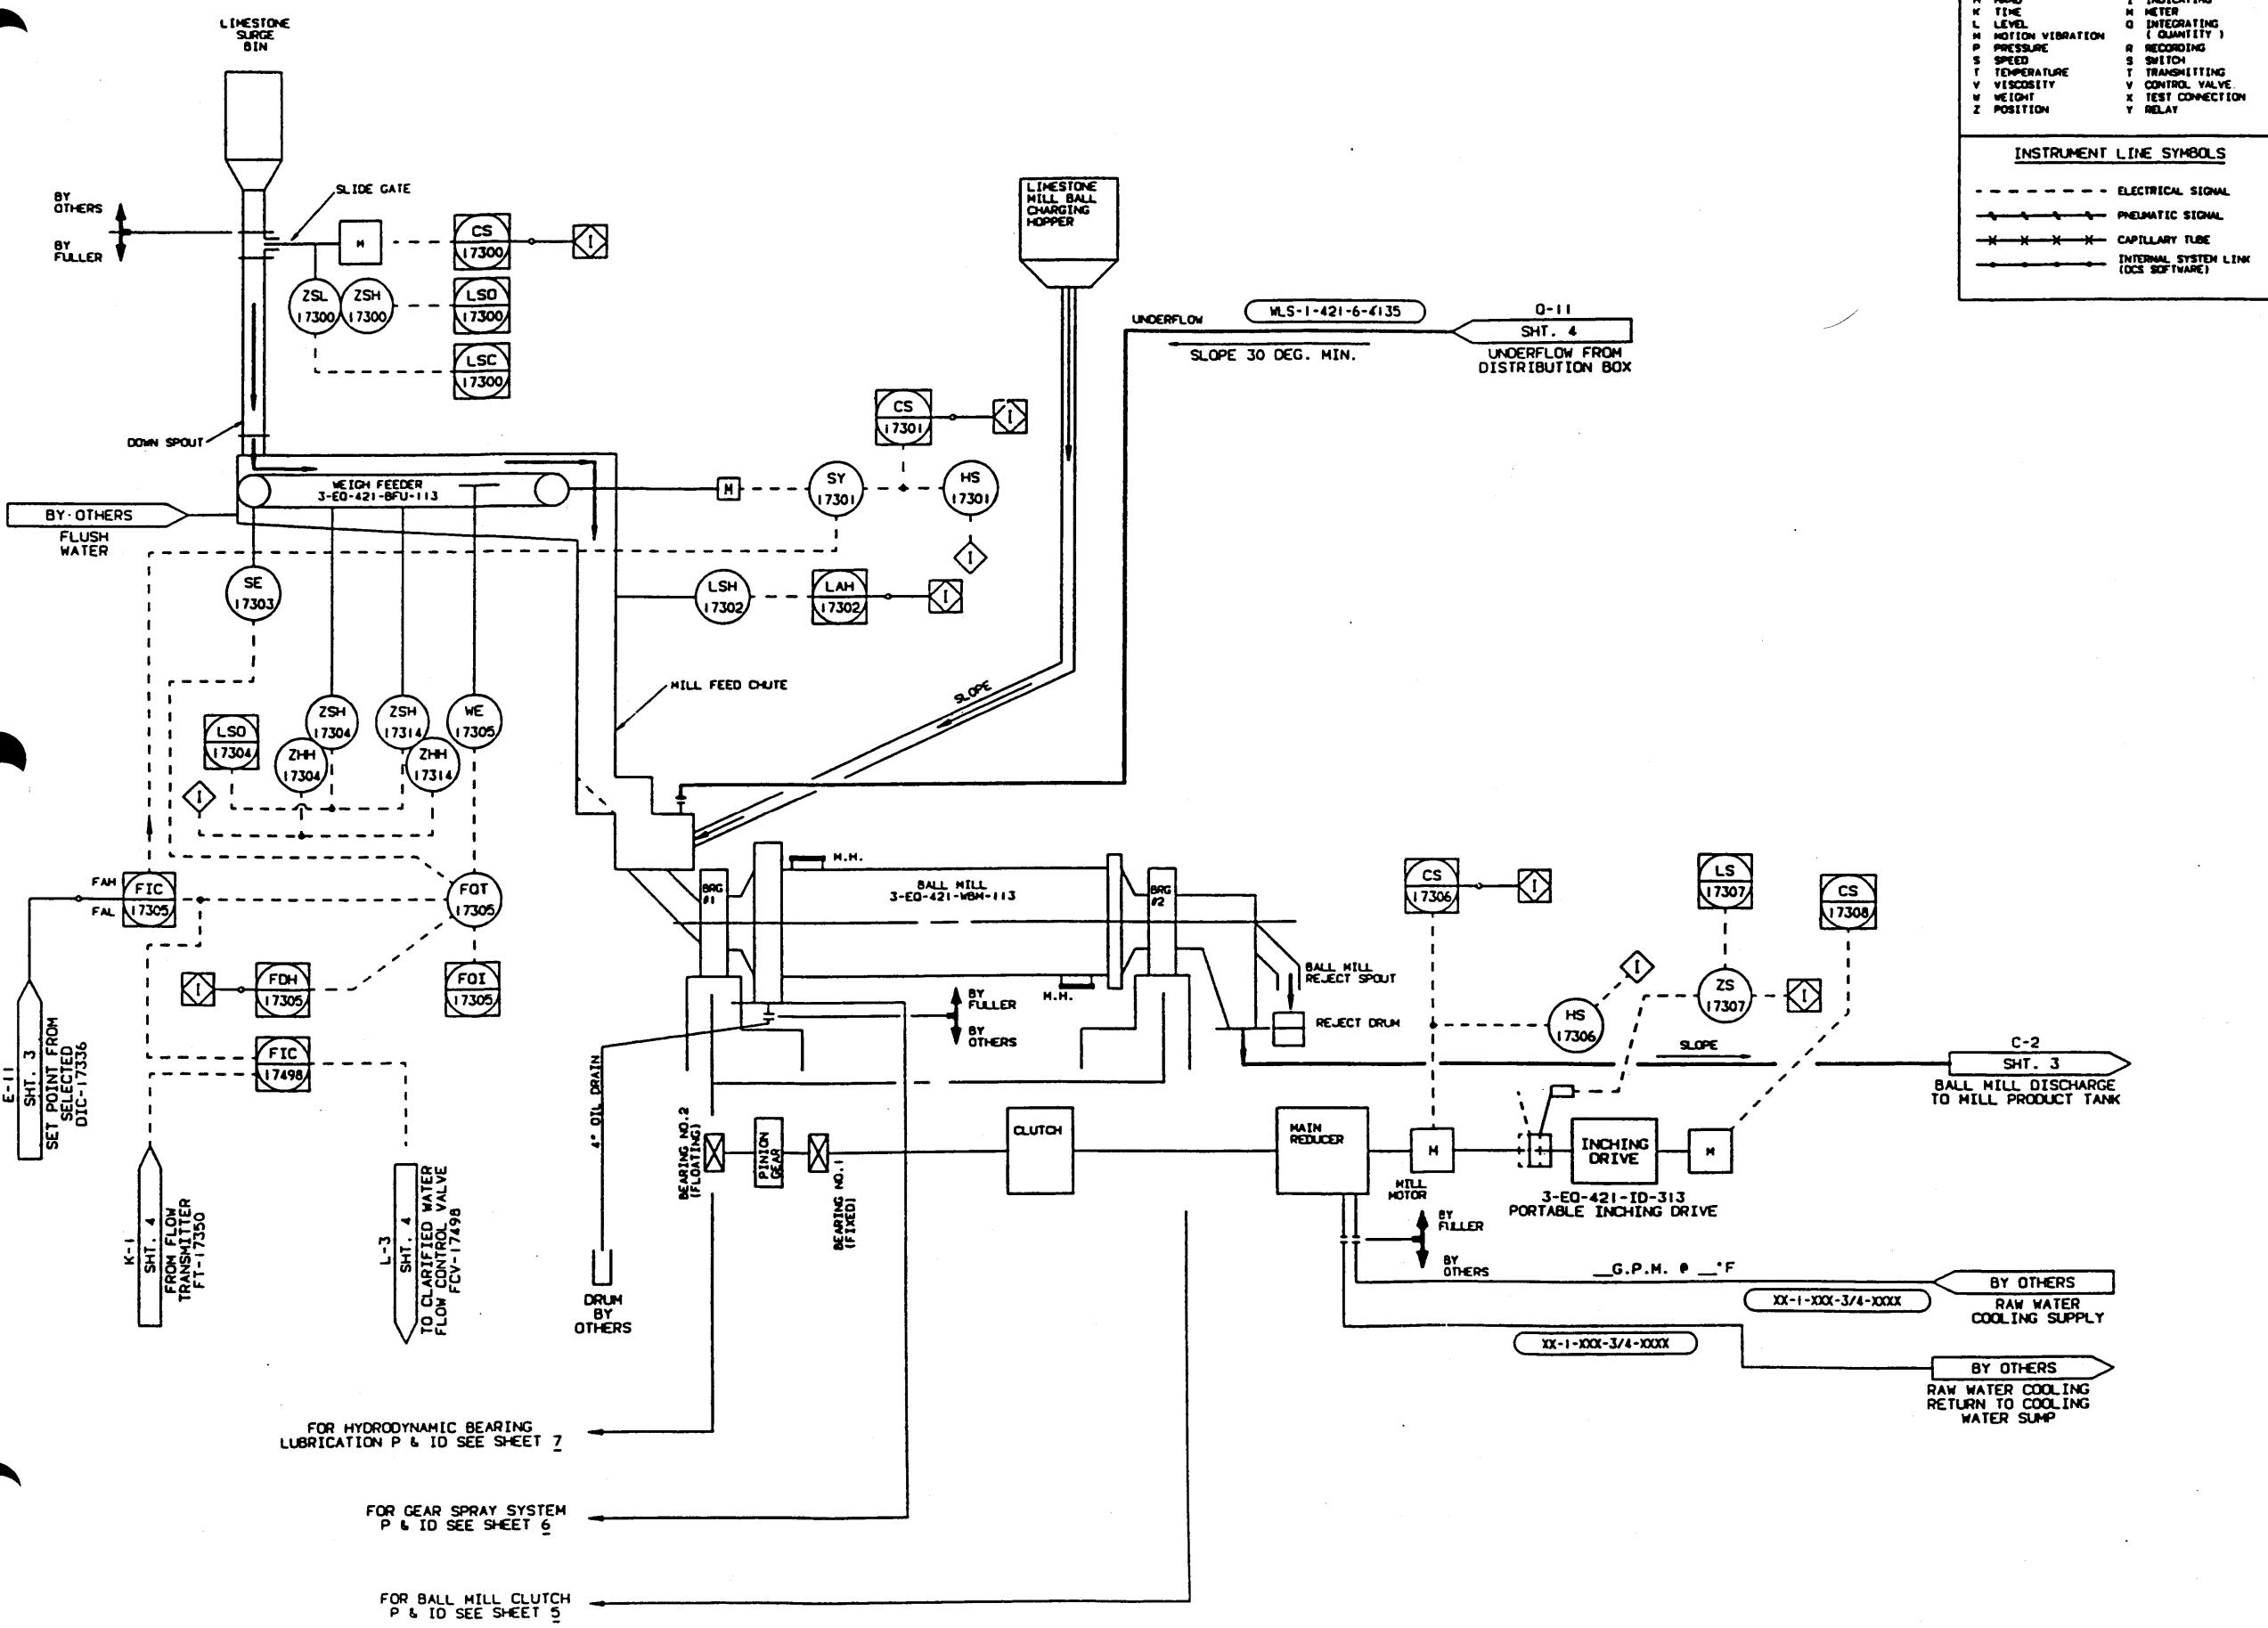 LIMESTONE
SURGE
BIN
K TIME
L LEVEL
M MOTION VIBRATION
P PRESSURE
S SPEED
T TEMPERATURE
V VISCOSITY
W WEIGHT
Z POSITION
I INDICATING
M METER
Q INTEGRATING
( QUANTITY )
R RECORDING
S SWITCH
T TRANSMITTING
V CONTROL VALVE.
X TEST CONNECTION
Y RELAY
INSTRUMENT LINE SYMBOLS
ELECTRICAL SIGNAL
PNEUMATIC SIGNAL
CAPILLARY TUBE
INTERNAL SYSTEM LINK
(DCS SOFTWARE)
BY
OTHERS
BY
FULLER
SLIDE GATE
M
CS
17300
I
ZSL
17300
ZSH
17300
LSO
17300
LSC
17300
LIMESTONE
MILL BALL
CHARGING
HOPPER
UNDERFLOW
WLS-1-421-6-4135
SLOPE 30 DEG. MIN.
SHT. 4
UNDERFLOW FROM
DISTRIBUTION BOX
DOWN SPOUT
CS
17301
I
WEIGH FEEDER
3-EQ-421-BFU-113
M
SY
17301
HS
17301
I
BY OTHERS
FLUSH
WATER
SE
17303
LSH
17302
LAH
17302
I
MILL FEED CHUTE
SLOPE
LSO
17304
ZSH
17304
ZHH
17304
ZSH
17314
ZHH
17314
WE
17305
I
FAH
FAL
FIC
17305
FQT
17305
I
FDH
17305
FQI
17305
FIC
17498
E-11
SHT. 3
SET POINT FROM
SELECTED
DIC-17336
K-1
SHT. 4
FROM FLOW
TRANSMITTER
FT-17350
L-3
SHT. 4
TO CLARIFIED WATER
FLOW CONTROL VALVE
FCV-17498
M.H.
BRG
#1
BALL MILL
3-EQ-421-WBM-113
BRG
#2
M.H.
BY
FULLER
BY
OTHERS
BALL MILL
REJECT SPOUT
REJECT DRUM
CS
17306
I
LS
17307
CS
17308
I
HS
17306
ZS
17307
I
SLOPE
C-2
SHT. 3
BALL MILL DISCHARGE
TO MILL PRODUCT TANK
4" OIL DRAIN
DRUM
BY
OTHERS
BEARING NO.2
(FLOATING)
PINION
GEAR
BEARING NO.1
(FIXED)
CLUTCH
MAIN
REDUCER
M
MILL
MOTOR
INCHING
DRIVE
M
3-EQ-421-ID-313
PORTABLE INCHING DRIVE
BY
FULLER
BY
OTHERS
__G.P.M. @ __°F
BY OTHERS
RAW WATER
COOLING SUPPLY
XX-1-XXX-3/4-XXXX
XX-1-XXX-3/4-XXXX
BY OTHERS
RAW WATER COOLING
RETURN TO COOLING
WATER SUMP
FOR HYDRODYNAMIC BEARING
LUBRICATION P & ID SEE SHEET 7
FOR GEAR SPRAY SYSTEM
P & ID SEE SHEET 6
FOR BALL MILL CLUTCH
P & ID SEE SHEET 5